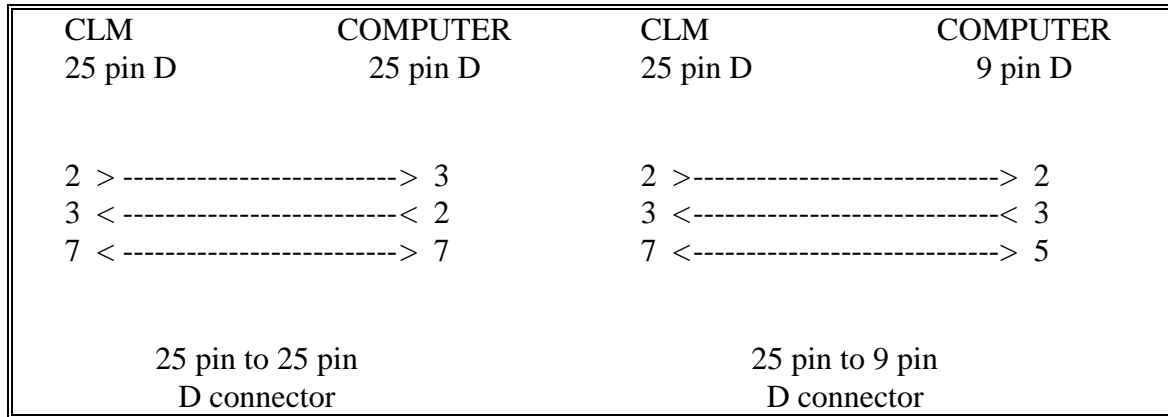 CLM COMPUTER CLM COMPUTER
25 pin D 25 pin D 25 pin D 9 pin D
2 > --------------------------> 3 2 >-----------------------------> 2
3 < --------------------------< 2 3 <-----------------------------< 3
7 < --------------------------> 7 7 <-----------------------------> 5
25 pin to 25 pin 25 pin to 9 pin
D connector D connector